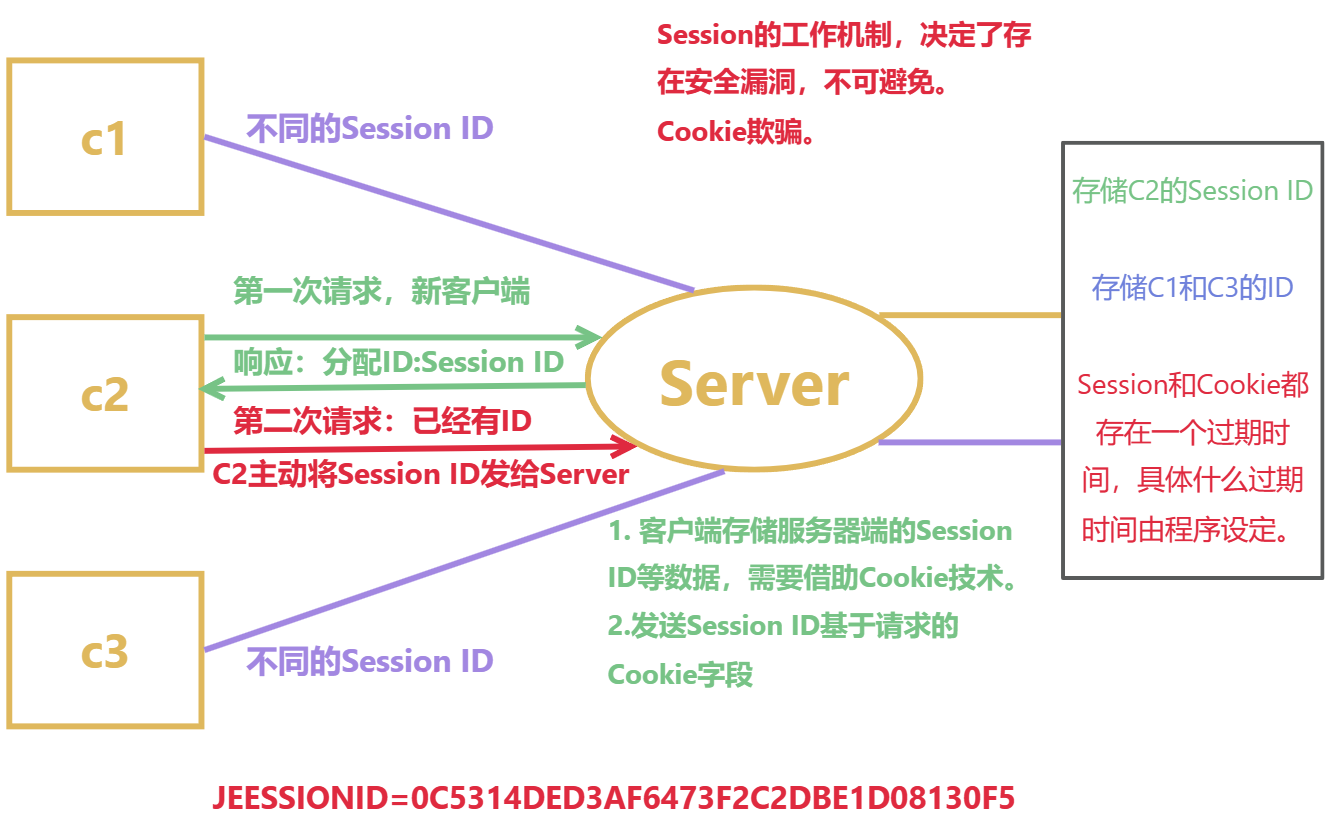 Session的工作机制，决定了存
在安全漏洞，不可避免。
Cookie欺骗。
c1
不同的Session ID
存储C2的Session ID
存储C1和C3的ID
Session和Cookie都
存在一个过期时
间，具体什么过期
时间由程序设定。
第一次请求，新客户端
响应：分配ID:Session ID
c2
Server
第二次请求：已经有ID
C2主动将Session ID发给Server
1. 客户端存储服务器端的Session
ID等数据，需要借助Cookie技术。
2.发送Session ID基于请求的
Cookie字段
c3
不同的Session ID
JEESSIONID=0C5314DED3AF6473F2C2DBE1D08130F5